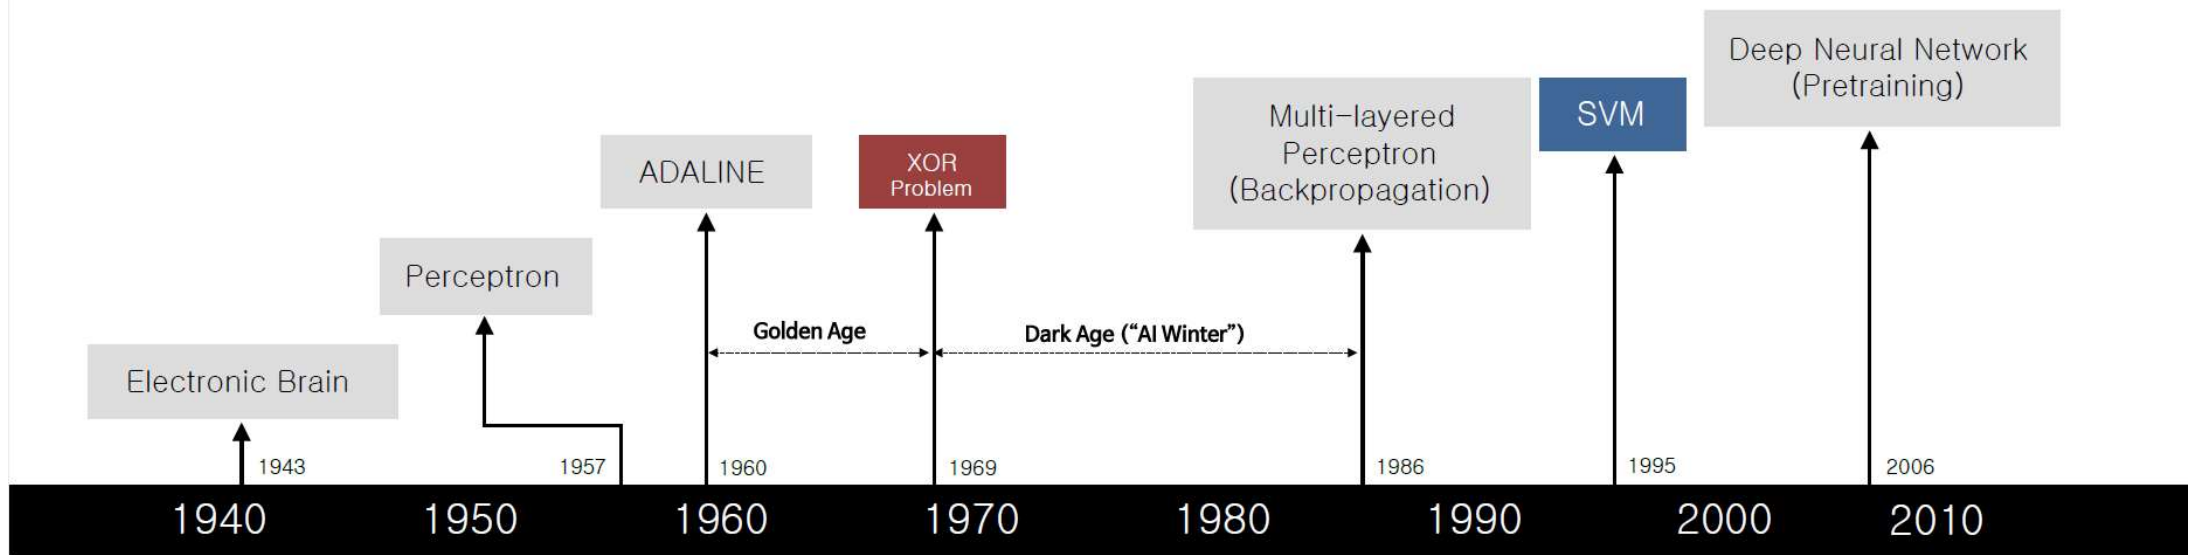 Deep Neural Network
(Pretraining)
Multi-layered
Perceptron
(Backpropagation)
SVM
ADALINE
XOR
Problem
Perceptron
Golden Age
Dark Age (“AI Winter”)
Electronic Brain
1943
1957
1960
1969
1986
1995
2006
1940
1950
1960
1970
1980
1990
2000
2010